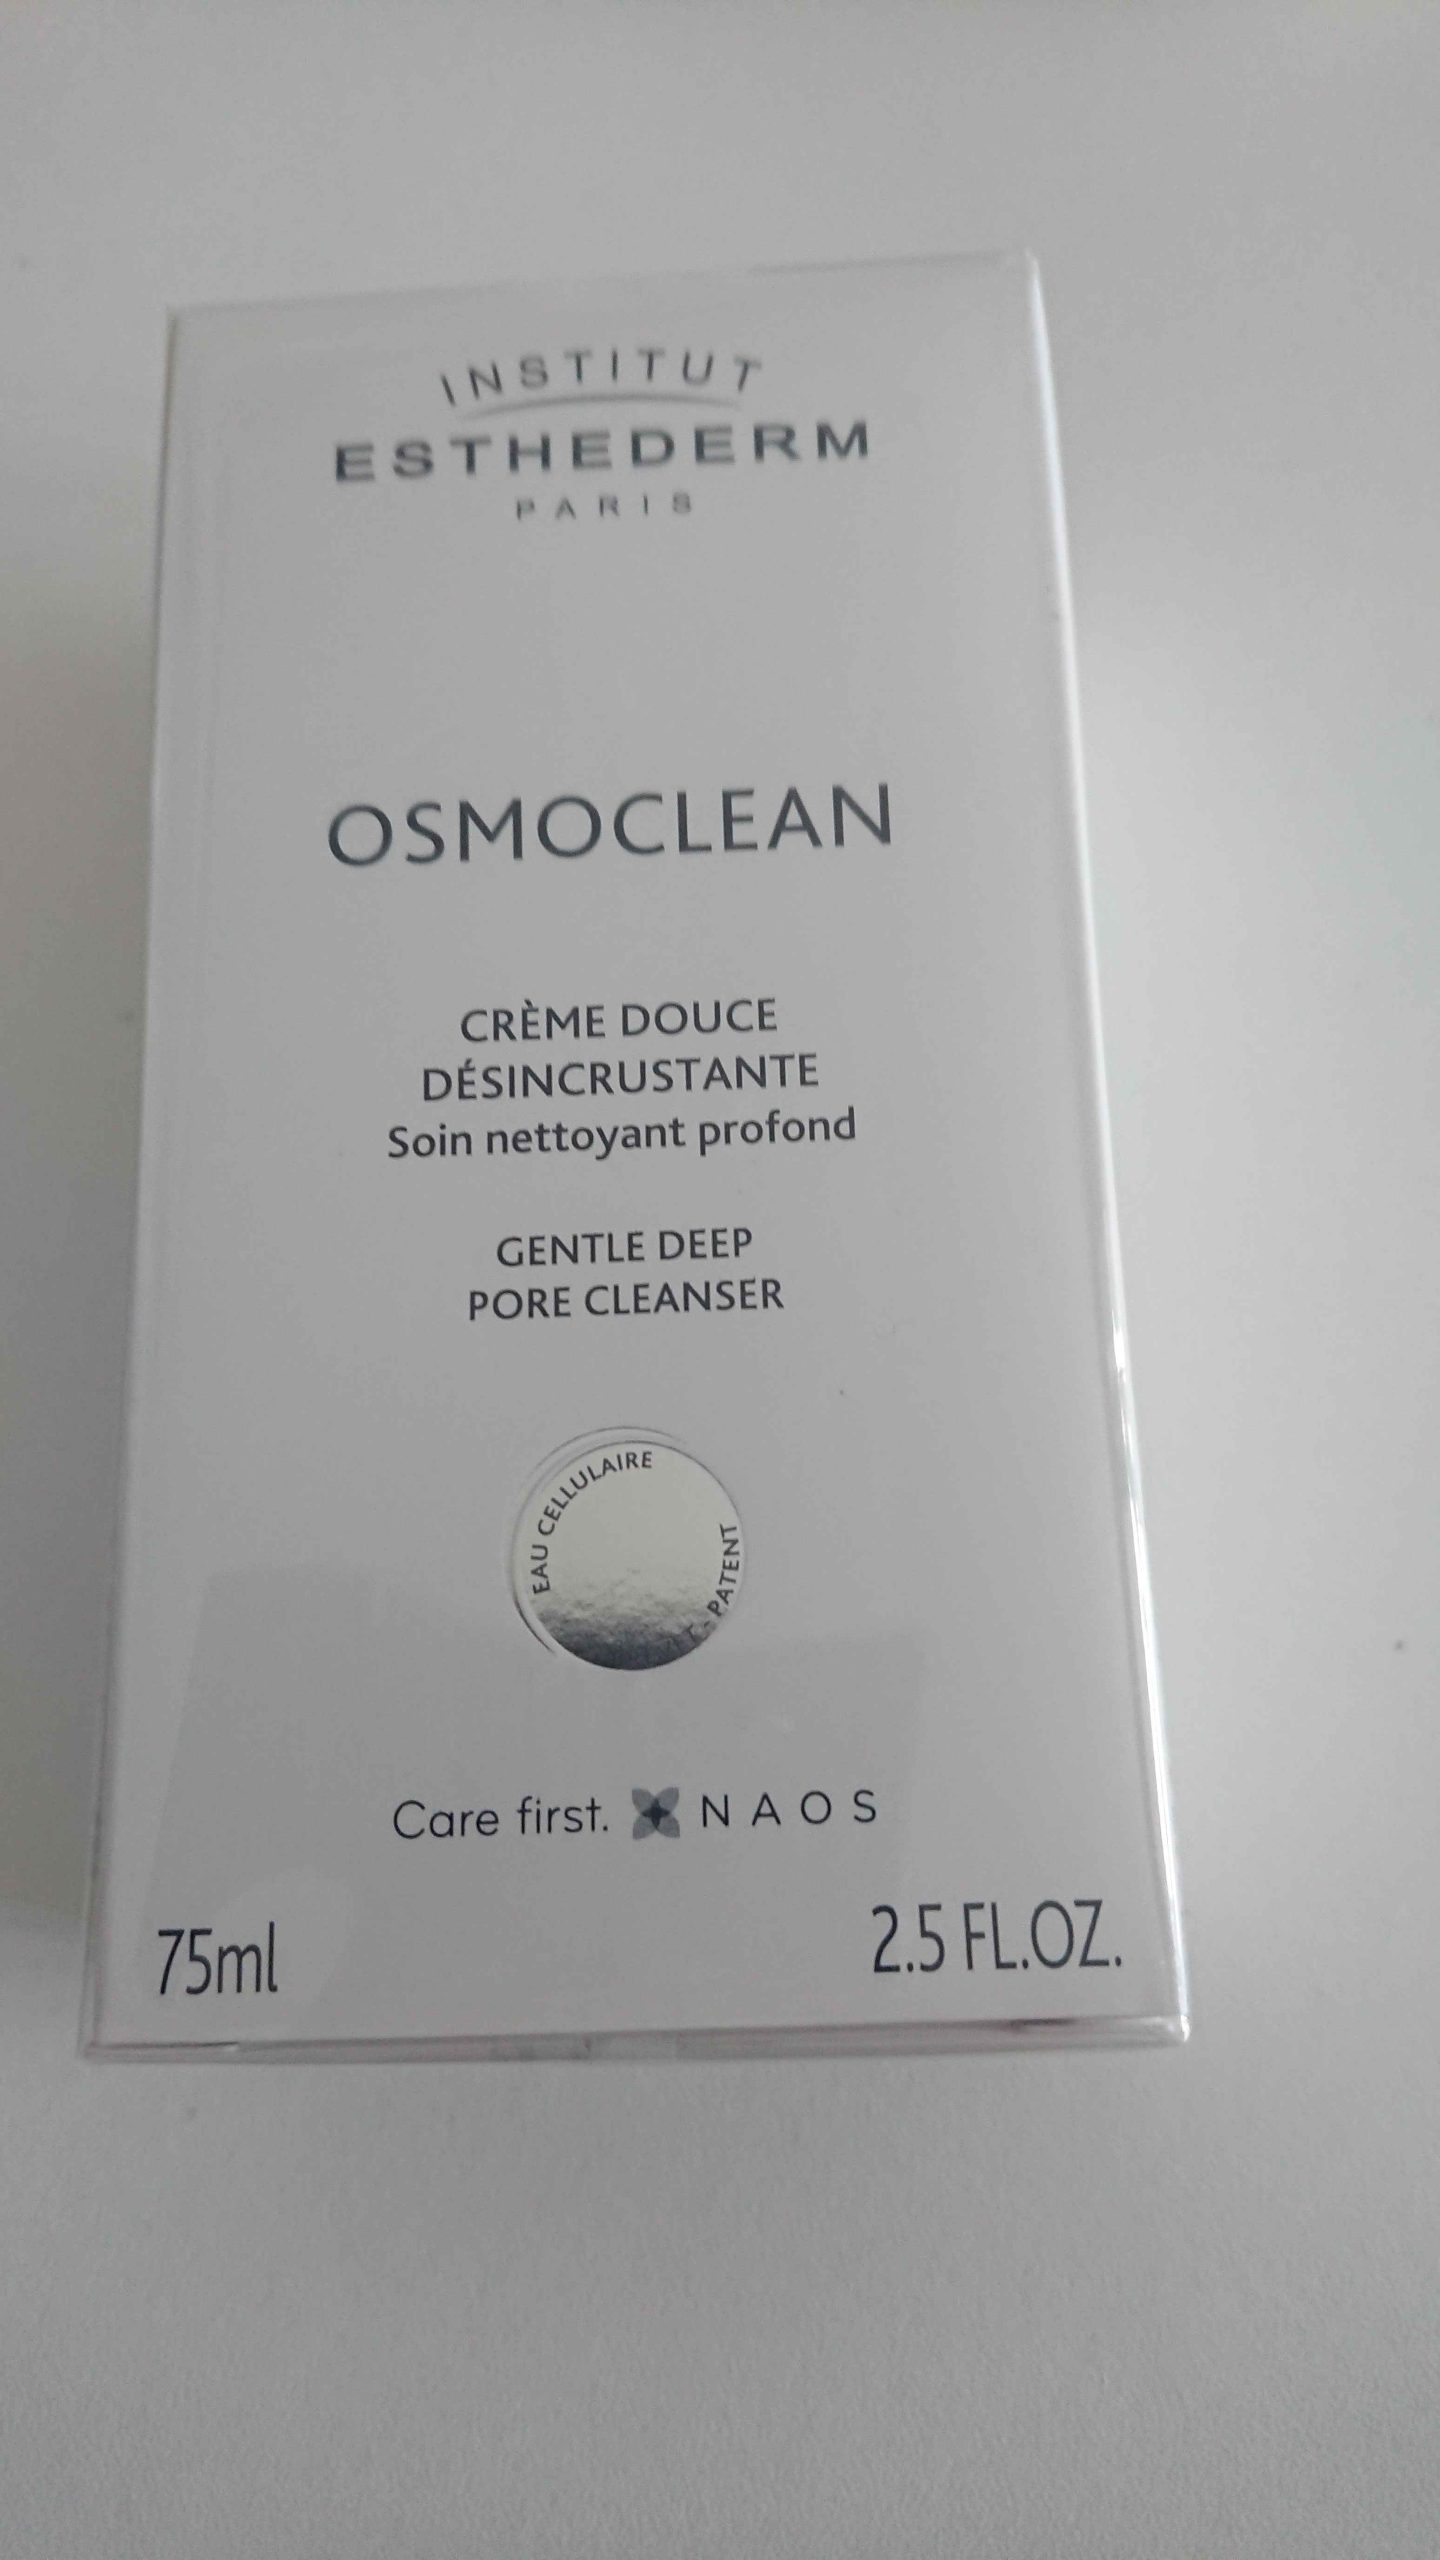 INSTITUT
ESTHEDERM
PARIS
OSMOCLEAN
CRÈME DOUCE
DÉSINCRUSTANTE
Soin nettoyant profond
GENTLE DEEP
PORE CLEANSER
EAU CELLULAIRE
PATENT
Care first. NAOS
75ml
2.5 FL.OZ.